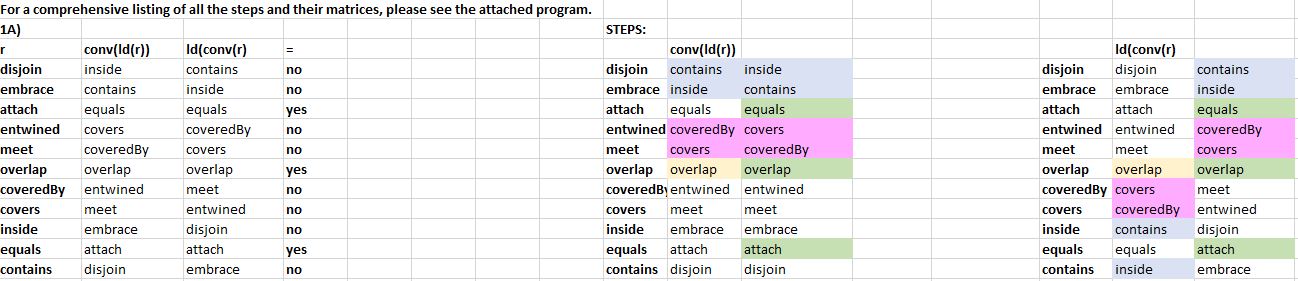 For a comprehensive listing of all the steps and their matrices, please see the attached program.
1A) STEPS:
r conv(ld(r)) ld(conv(r) = conv(ld(r)) ld(conv(r)
disjoin inside contains no disjoin contains inside disjoin disjoin contains
embrace contains inside no embrace inside contains embrace embrace inside
attach equals equals yes attach equals equals attach attach equals
entwined covers coveredBy no entwined coveredBy covers entwined entwined coveredBy
meet coveredBy covers no meet covers coveredBy meet meet covers
overlap overlap overlap yes overlap overlap overlap overlap overlap overlap
coveredBy entwined meet no coveredBy entwined entwined coveredBy covers meet
covers meet entwined no covers meet meet covers coveredBy entwined
inside embrace disjoin no inside embrace embrace inside contains disjoin
equals attach attach yes equals attach attach equals equals attach
contains disjoin embrace no contains disjoin disjoin contains inside embrace